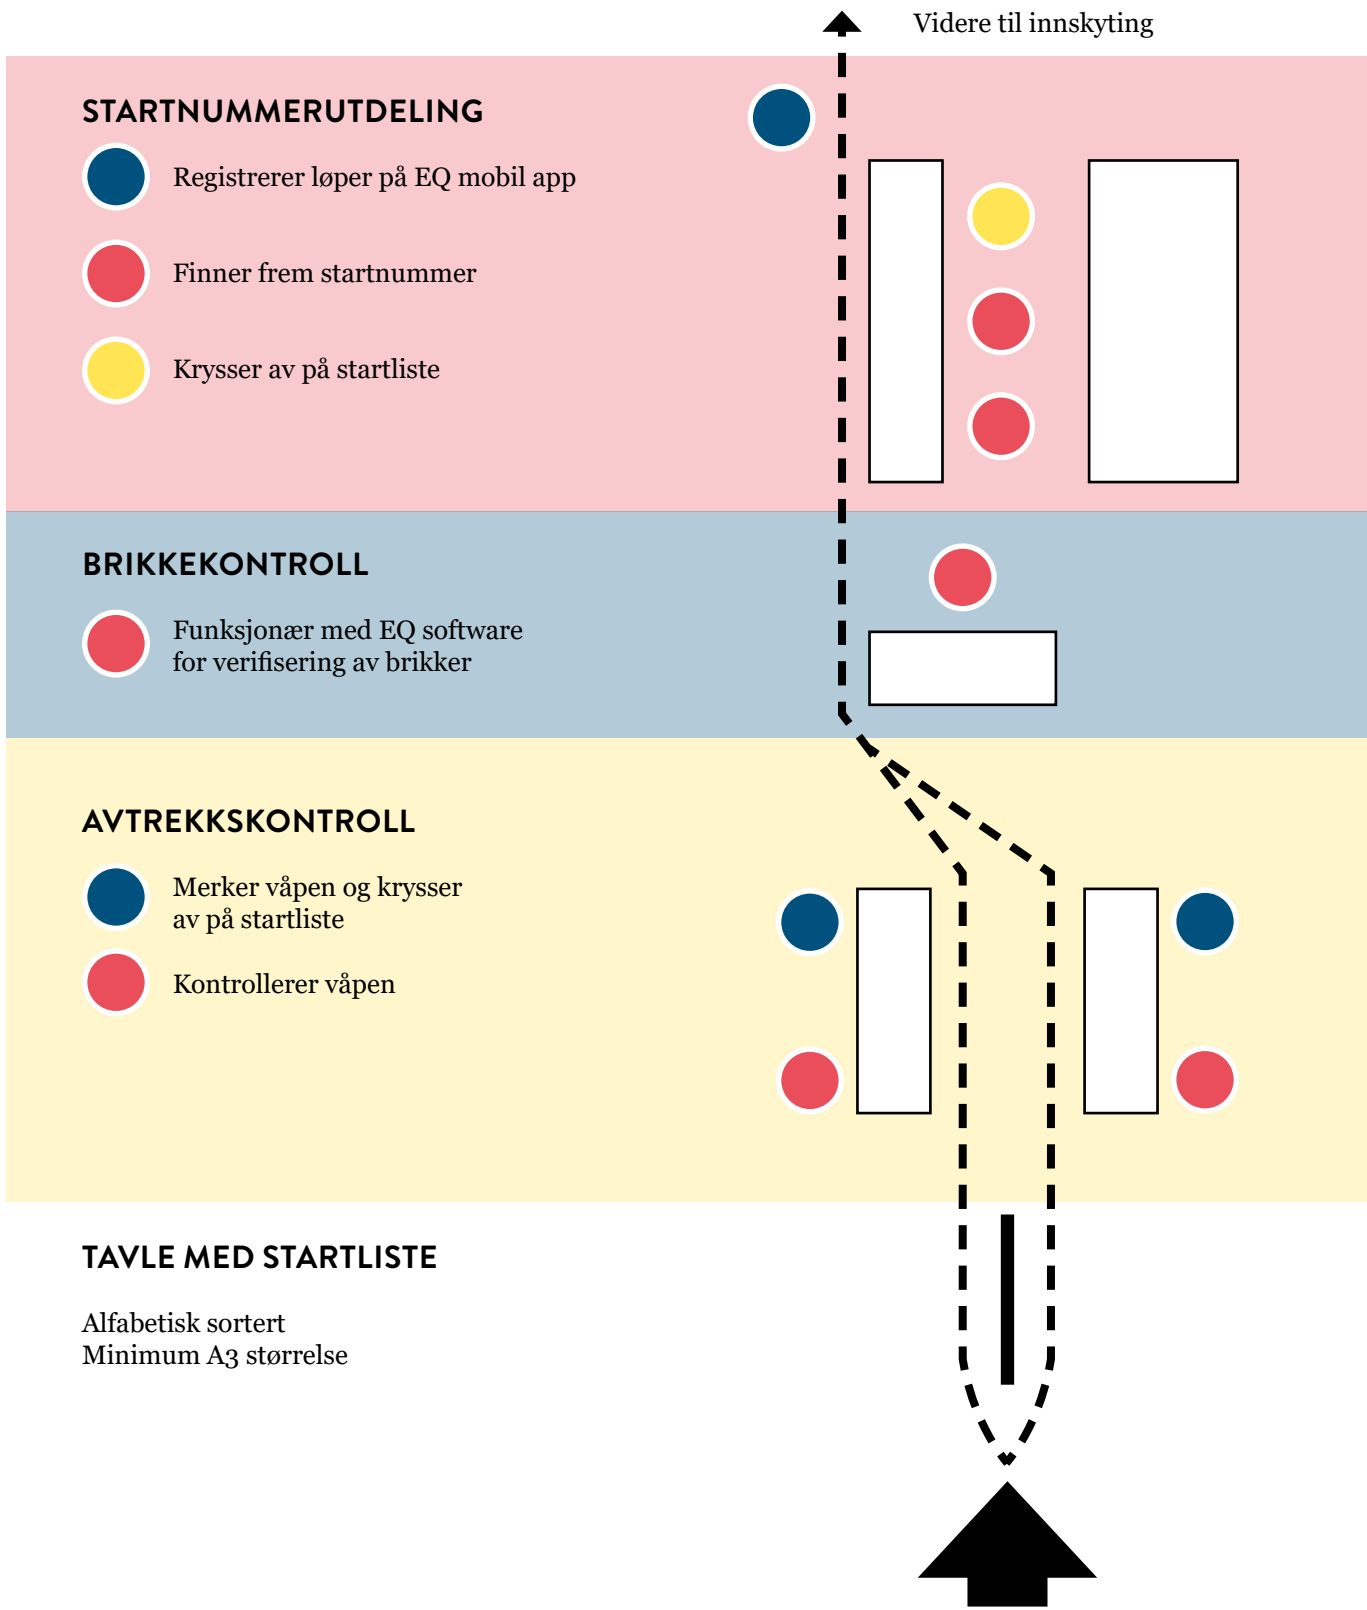 Videre til innskyting
STARTNUMMERUTDELING
Registrerer løper på EQ mobil app
Finner frem startnummer
Krysser av på startliste
BRIKKEKONTROLL
Funksjonær med EQ software
for verifisering av brikker
AVTREKKSKONTROLL
Merker våpen og krysser
av på startliste
Kontrollerer våpen
TAVLE MED STARTLISTE
Alfabetisk sortert
Minimum A3 størrelse